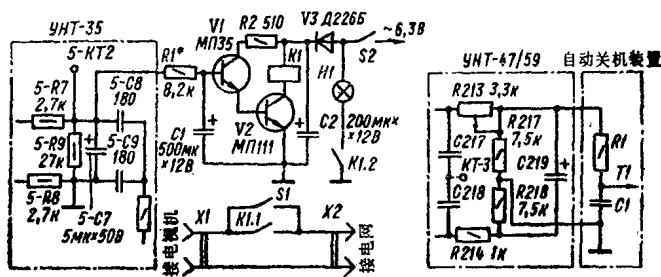 УНТ-35
5-КТ2
5-R7
2,7к
5-C8
180
5-R9
27к
5-C9
180
5-R8
2,7к
5-C7
5мк×50В
R1*
8,2к
C1
500мк
×12В
V1
МП35
R2 510
V3 Д226Б
K1
V2
МП111
C2
H1
200мк×
×12В
S2
~6,3В
K1.2
接电视机
X1
S1
K1.1
X2
接电网
УНТ-47/59
R213 3,3к
C217
КТ-3
C218
R217
7,5к
R218
7,5к
C219
R214 1к
自动关机装置
R1
T1
C1